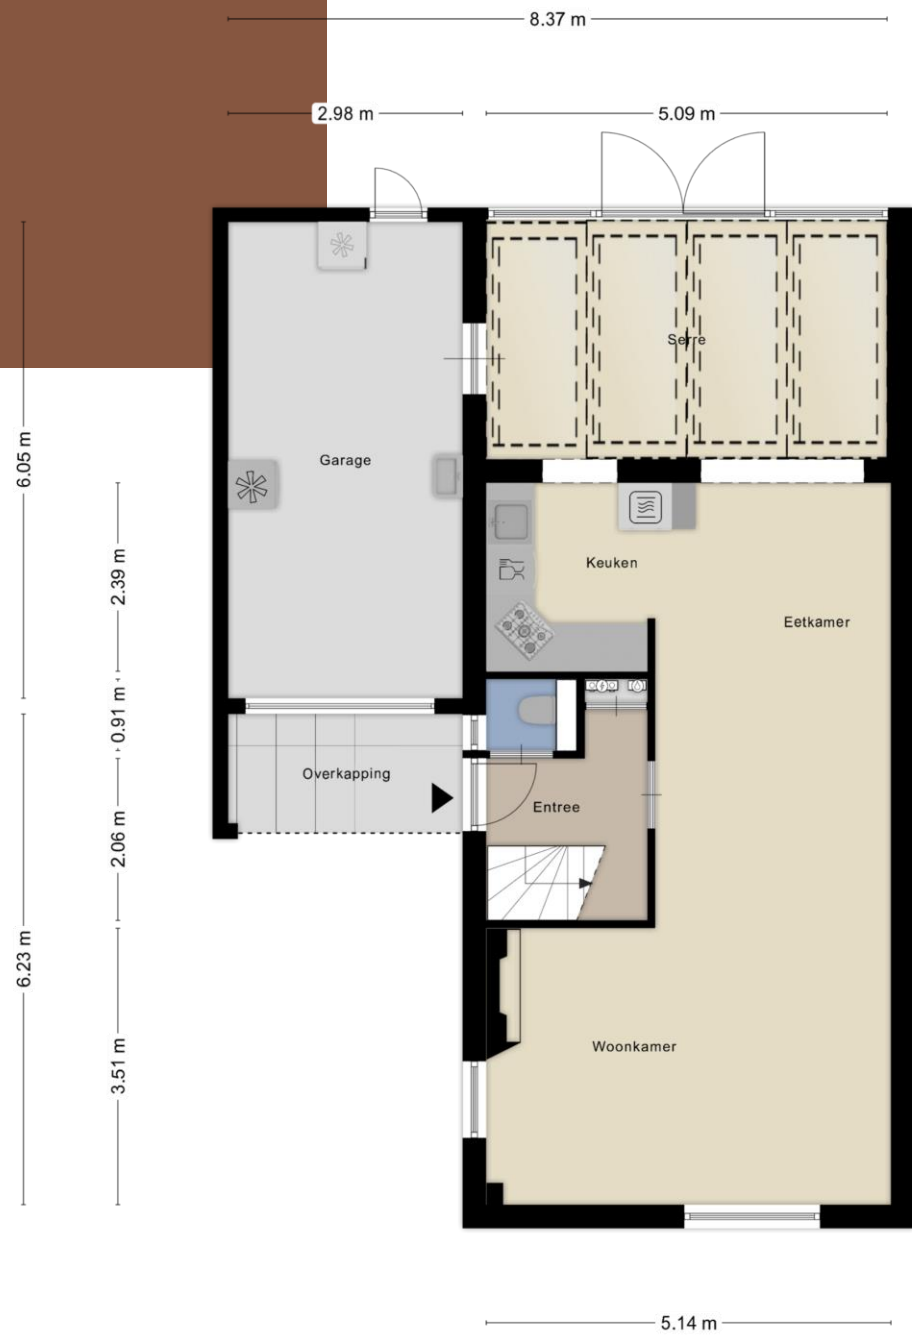 8.37 m
2.98 m
5.09 m
Serre
6.05 m
Garage
2.39 m
Keuken
Eetkamer
0.91 m
Overkapping
Entree
2.06 m
6.23 m
3.51 m
Woonkamer
5.14 m